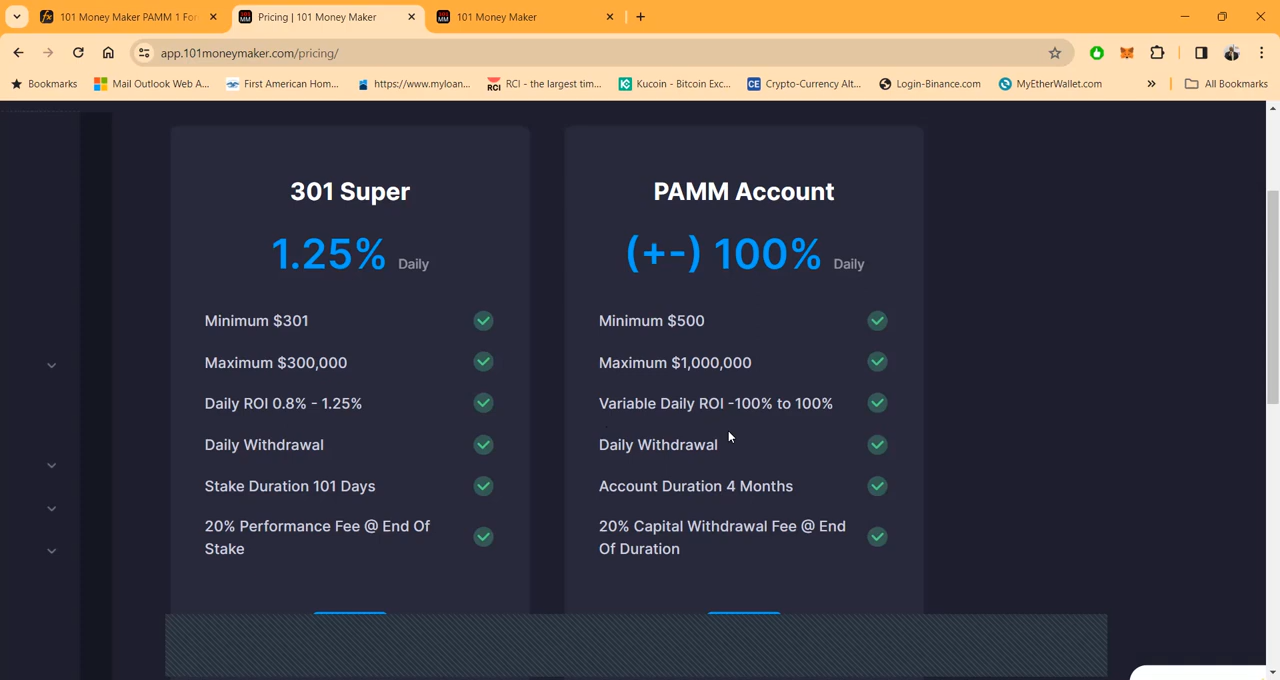 101 Money Maker PAMM 1 For
Pricing | 101 Money Maker
101 Money Maker
app.101moneymaker.com/pricing/
Bookmarks
Mail Outlook Web A...
First American Hom...
https://www.myloan...
RCI - the largest tim...
Kucoin - Bitcoin Exc...
Crypto-Currency Alt...
Login-Binance.com
MyEtherWallet.com
»
All Bookmarks
301 Super
1.25% Daily
Minimum $301
Maximum $300,000
Daily ROI 0.8% - 1.25%
Daily Withdrawal
Stake Duration 101 Days
20% Performance Fee @ End Of
Stake
PAMM Account
(+-) 100% Daily
Minimum $500
Maximum $1,000,000
Variable Daily ROI -100% to 100%
Daily Withdrawal
Account Duration 4 Months
20% Capital Withdrawal Fee @ End
Of Duration